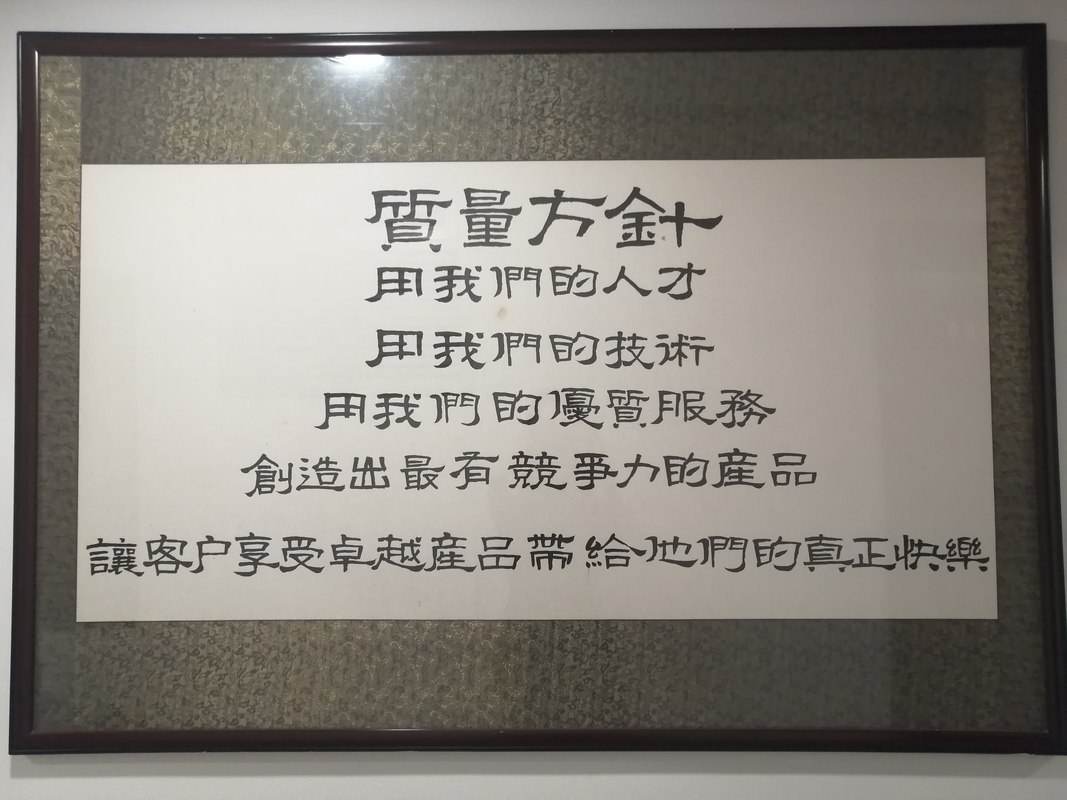 質量方針
用我們的人才
用我們的技術
用我們的優質服務
創造出最有競爭力的産品
讓客户享受卓越産品帶給他們的真正快樂